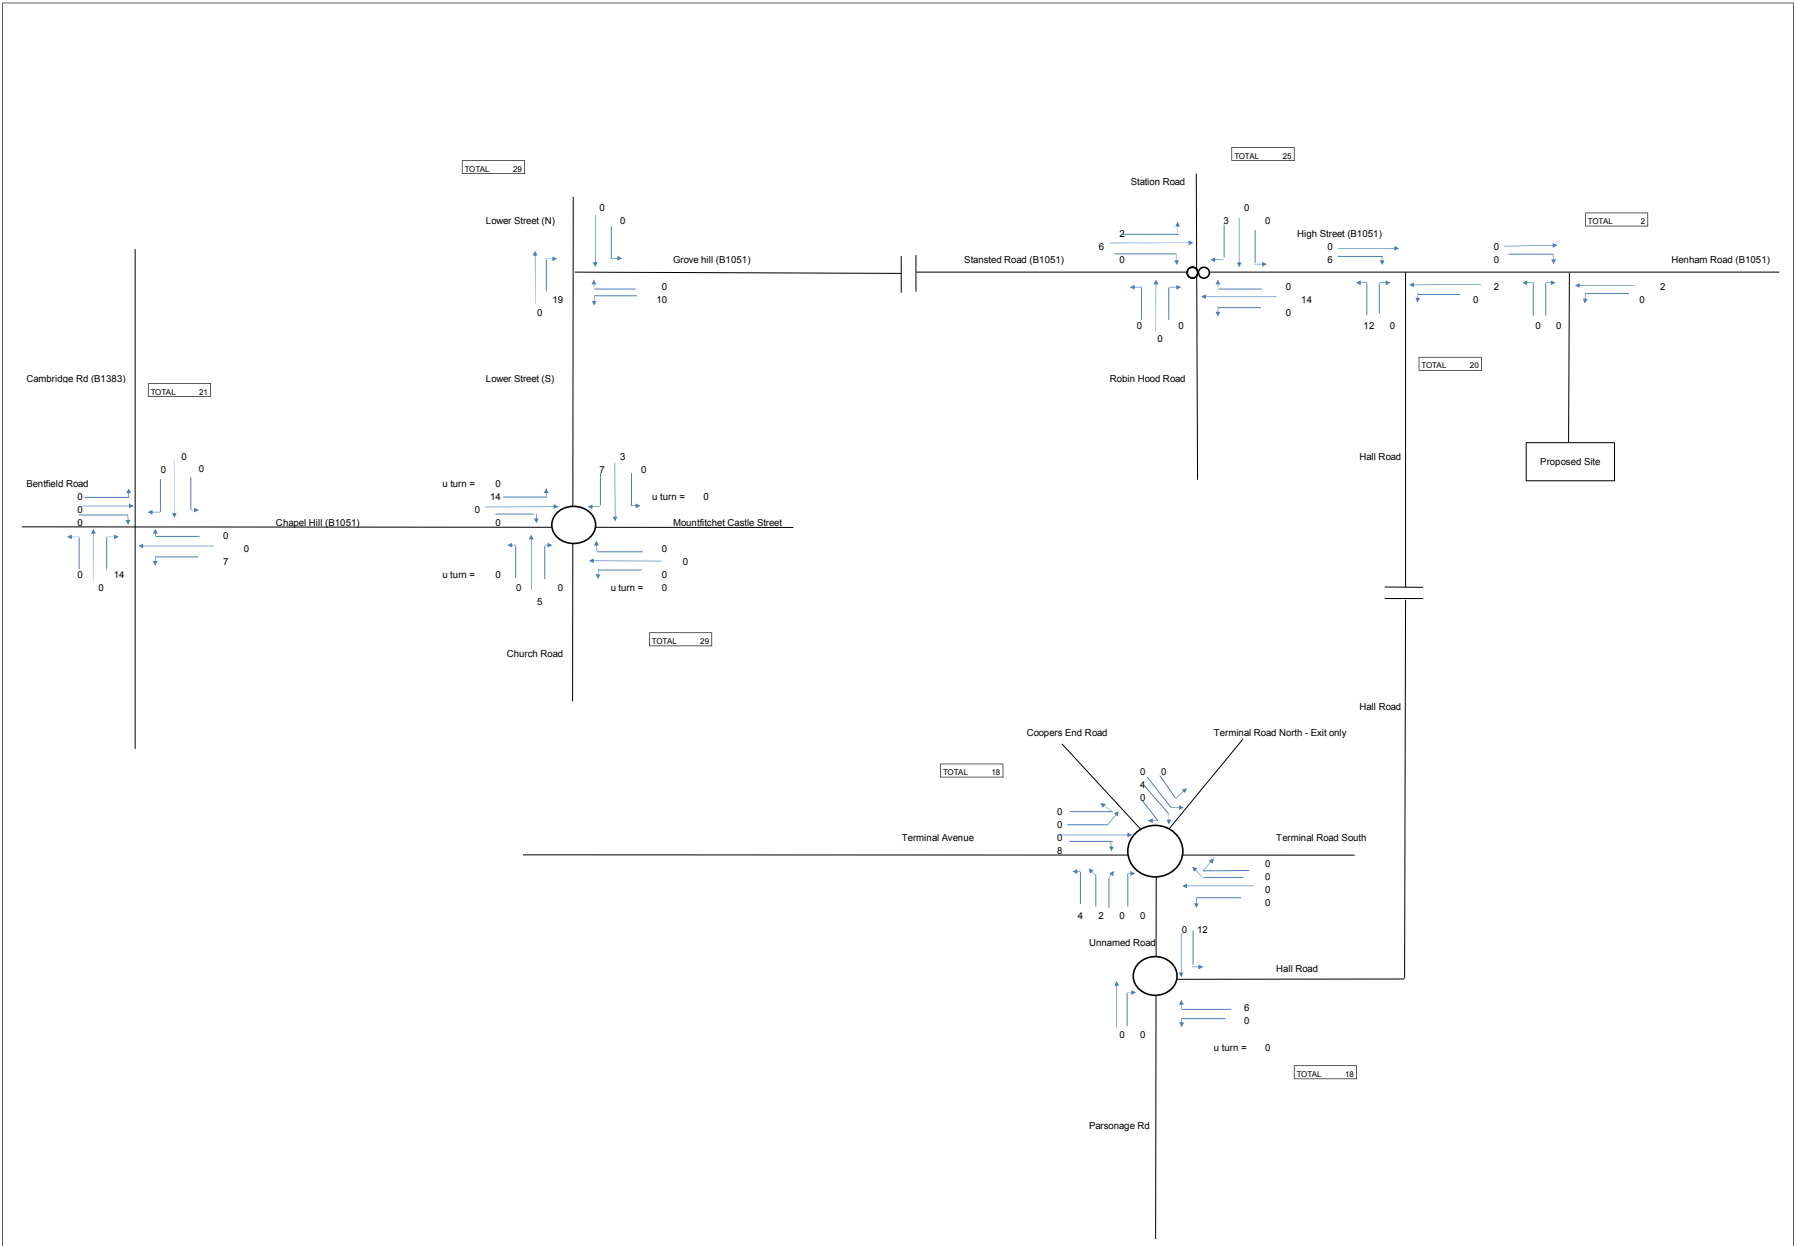 TOTAL 25
TOTAL 29
Station Road
0
3 0
TOTAL 2
0
0
Lower Street (N)
2
6
0
High Street (B1051)
0
6
0
0
Grove hill (B1051)
Stansted Road (B1051)
Henham Road (B1051)
19
0
0
10
0
14
0
2
0
2
0
0 0
0
12 0
0 0
TOTAL 20
Cambridge Rd (B1383)
TOTAL 21
Lower Street (S)
Robin Hood Road
Hall Road
Proposed Site
0
0 0
3
7 0
Bentfield Road
0
0
0
u turn = 0
14
0
0
u turn = 0
Chapel Hill (B1051)
Mountfitchet Castle Street
0
0
7
0
0
0
0 14
0
u turn = 0
0 0
5
u turn = 0
TOTAL 29
Church Road
Hall Road
Coopers End Road
Terminal Road North - Exit only
TOTAL 18
0 0
4
0
0
0
0
8
Terminal Avenue
Terminal Road South
0
0
0
0
4 2 0 0
Unnamed Road
0 12
Hall Road
6
0
0 0
u turn = 0
TOTAL 18
Parsonage Rd